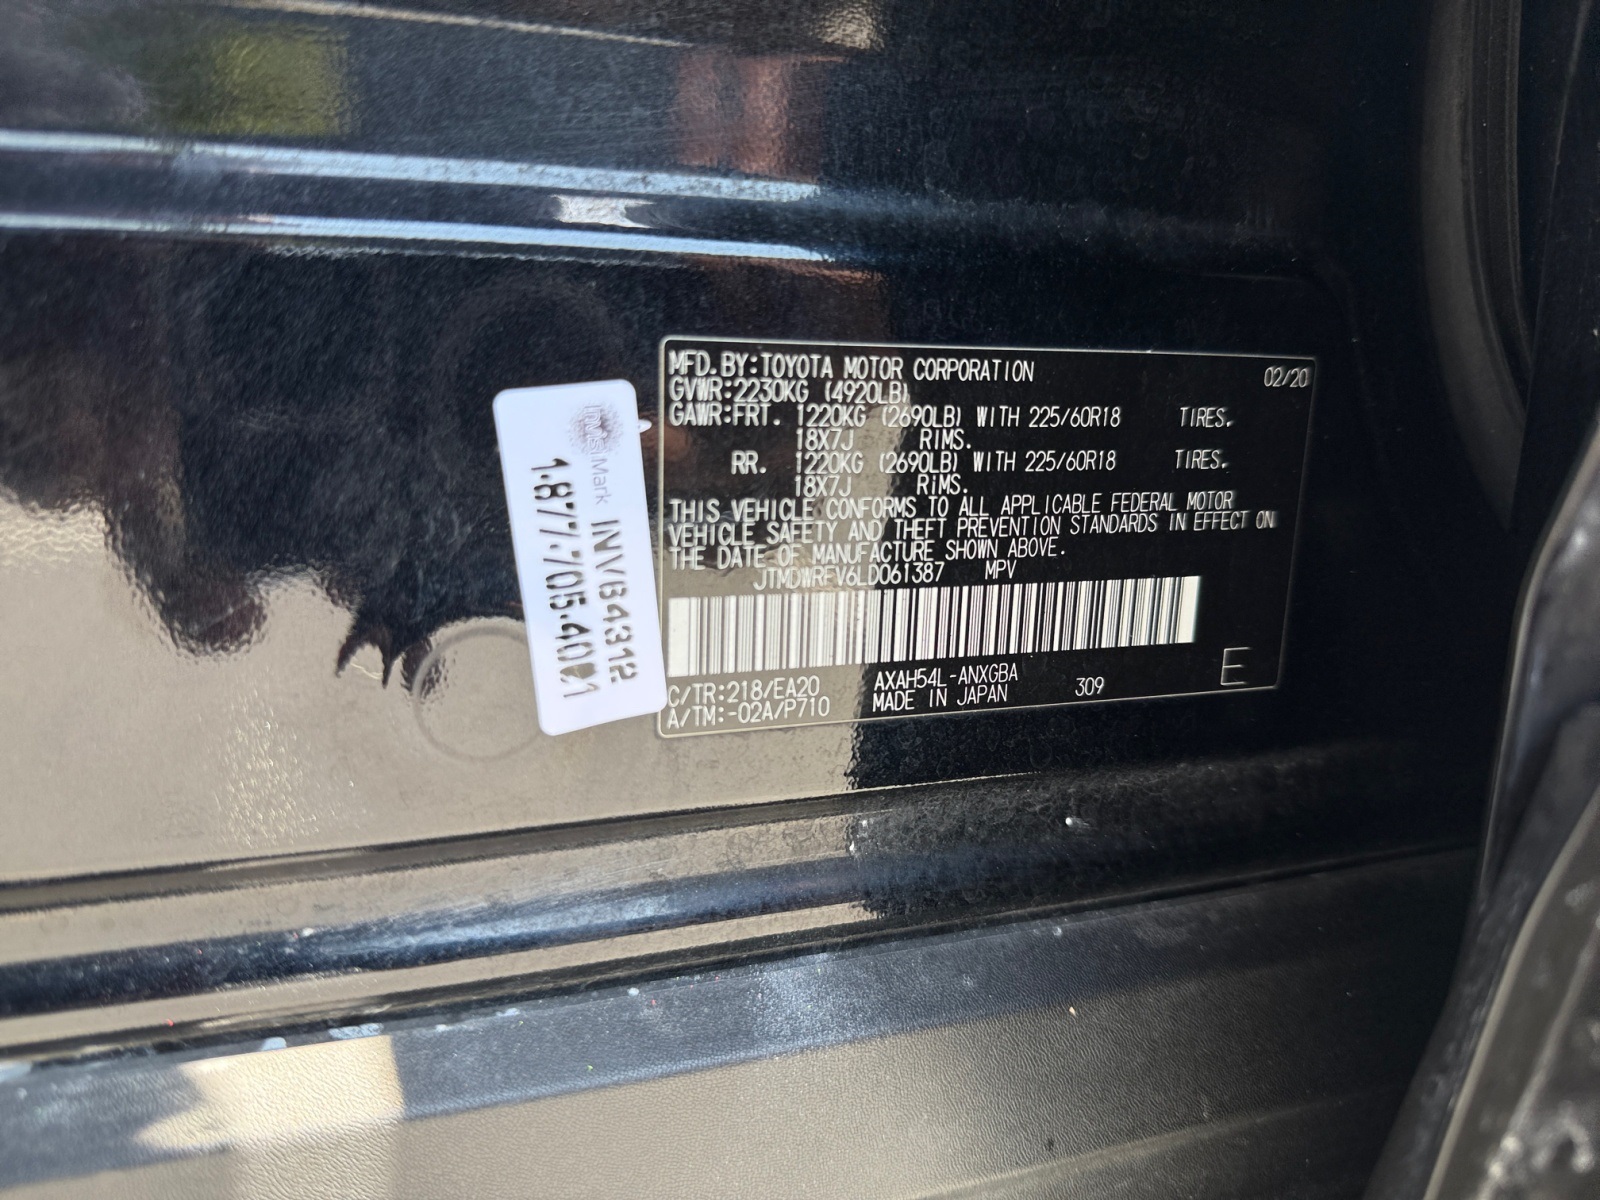 MFD. BY:TOYOTA MOTOR CORPORATION 02/20
GVWR:2230KG (4920LB)
GAWR:FRT. 1220KG (2690LB) WITH 225/60R18 TIRES.
18X7J RIMS.
RR. 1220KG (2690LB) WITH 225/60R18 TIRES.
18X7J RIMS.
THIS VEHICLE CONFORMS TO ALL APPLICABLE FEDERAL MOTOR
VEHICLE SAFETY AND THEFT PREVENTION STANDARDS IN EFFECT ON
THE DATE OF MANUFACTURE SHOWN ABOVE.
JTMDWRFV6LD061387 MPV
C/TR:218/EA20 AXAH54L-ANXGBA
A/TM:-02A/P710 MADE IN JAPAN 309 E
InvisiMark INV64312